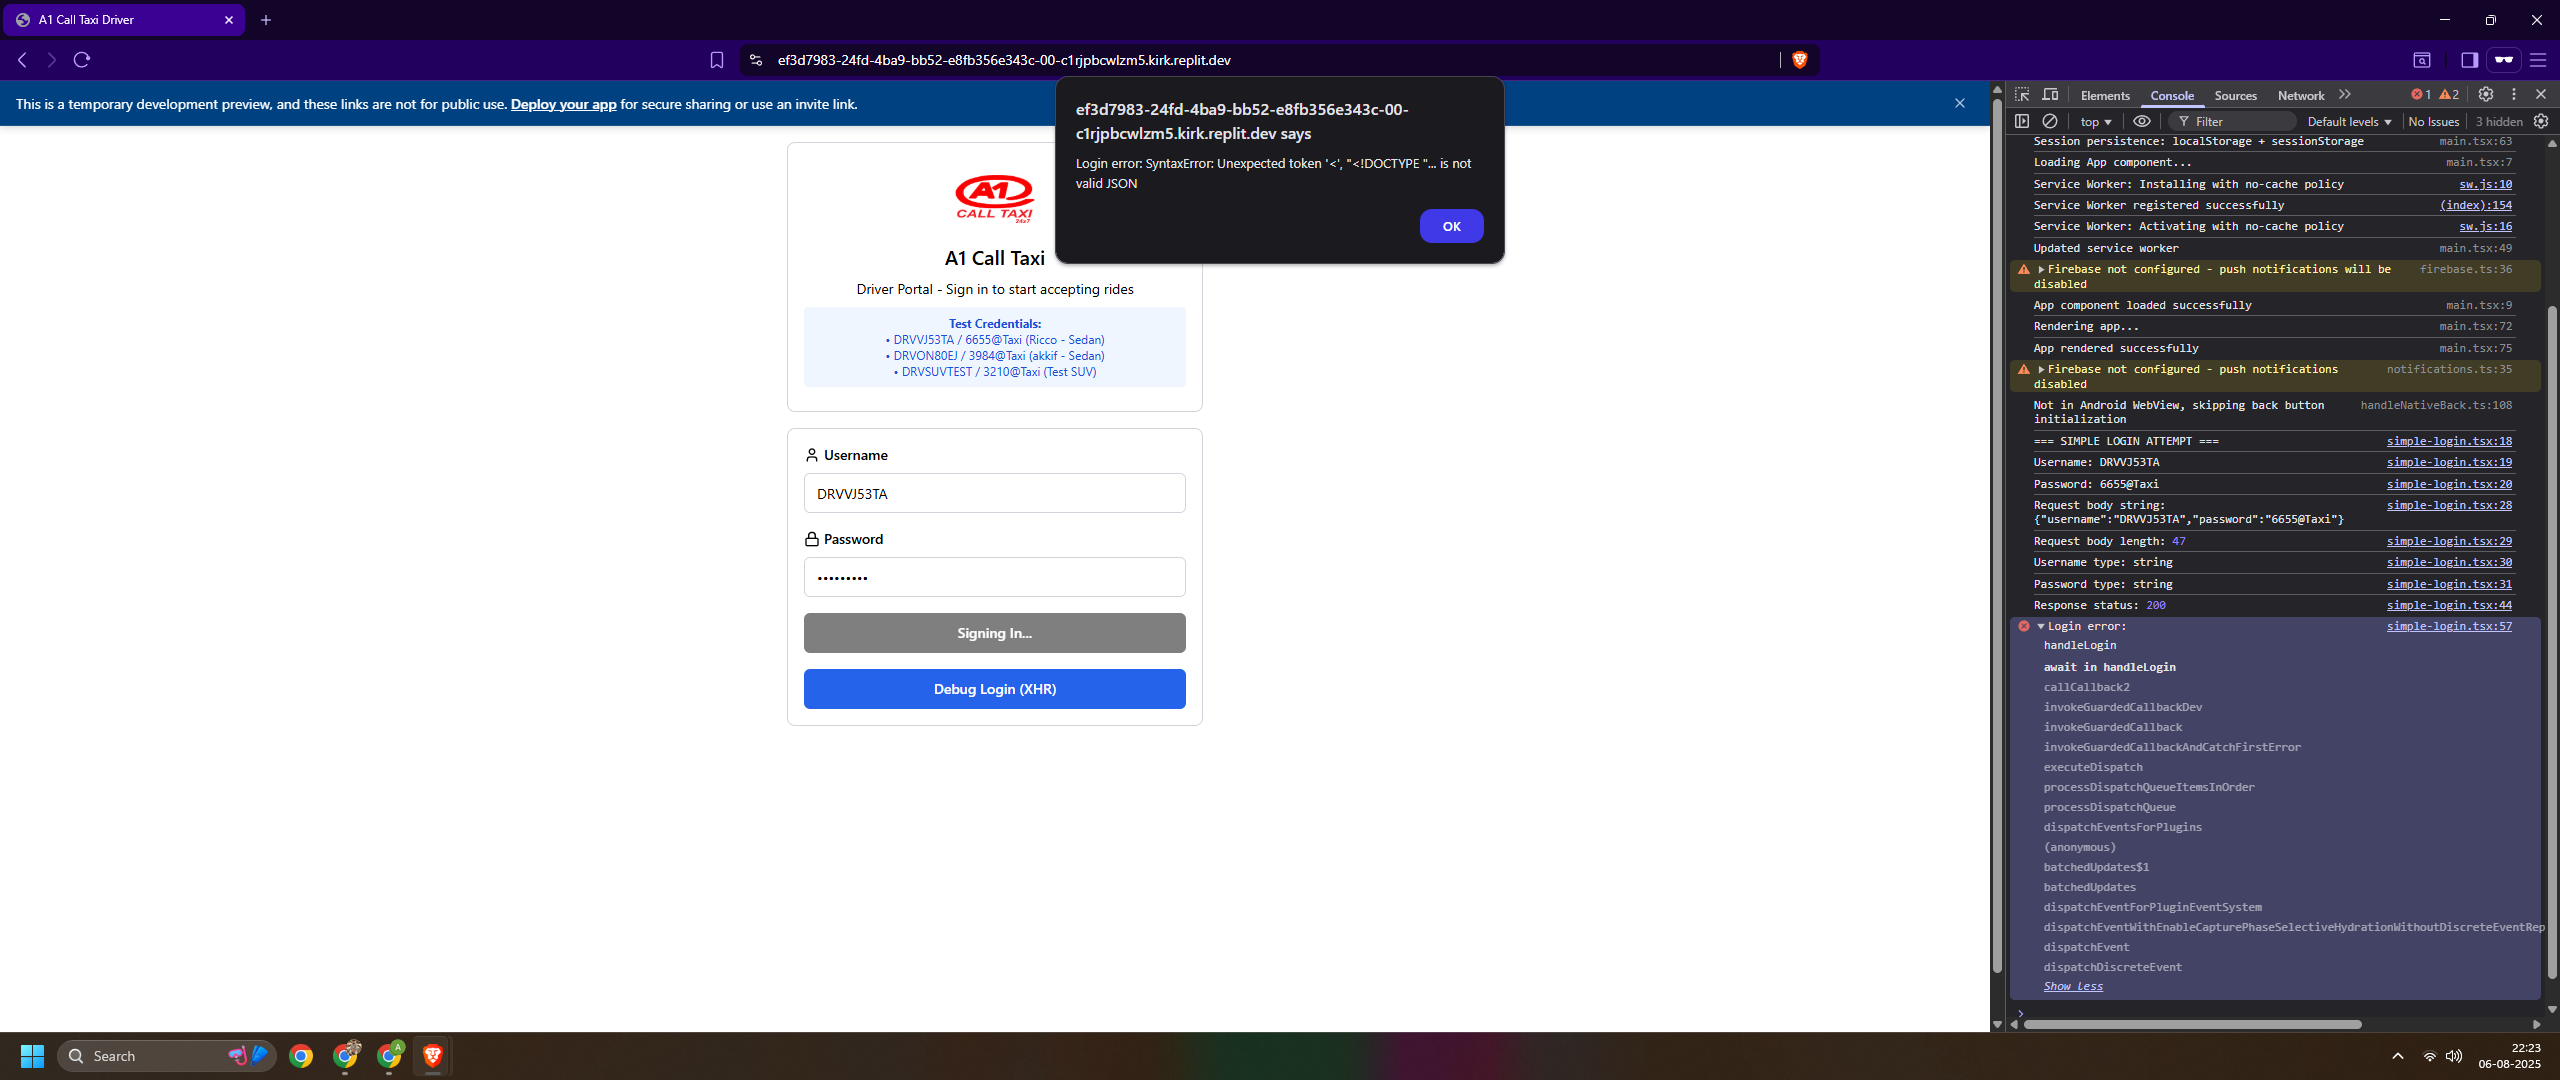 A1 Call Taxi Driver
ef3d7983-24fd-4ba9-bb52-e8fb356e343c-00-c1rjpbcwlzm5.kirk.replit.dev
This is a temporary development preview, and these links are not for public use. Deploy your app for secure sharing or use an invite link.
ef3d7983-24fd-4ba9-bb52-e8fb356e343c-00-
c1rjpbcwlzm5.kirk.replit.dev says
Login error: SyntaxError: Unexpected token '<', "<!DOCTYPE "... is not
valid JSON
OK
A1
CALL TAXI
24x7
A1 Call Taxi
Driver Portal - Sign in to start accepting rides
Test Credentials:
• DRVVJ53TA / 6655@Taxi (Ricco - Sedan)
• DRVON80EJ / 3984@Taxi (akkif - Sedan)
• DRVSUVTEST / 3210@Taxi (Test SUV)
Username
DRVVJ53TA
Password
•••••••••
Signing In...
Debug Login (XHR)
Elements Console Sources Network 1 2
top Filter Default levels No Issues 3 hidden
Session persistence: localStorage + sessionStorage main.tsx:63
Loading App component... main.tsx:7
Service Worker: Installing with no-cache policy sw.js:10
Service Worker registered successfully (index):154
Service Worker: Activating with no-cache policy sw.js:16
Updated service worker main.tsx:49
Firebase not configured - push notifications will be firebase.ts:36
disabled
App component loaded successfully main.tsx:9
Rendering app... main.tsx:72
App rendered successfully main.tsx:75
Firebase not configured - push notifications notifications.ts:35
disabled
Not in Android WebView, skipping back button handleNativeBack.ts:108
initialization
=== SIMPLE LOGIN ATTEMPT === simple-login.tsx:18
Username: DRVVJ53TA simple-login.tsx:19
Password: 6655@Taxi simple-login.tsx:20
Request body string: simple-login.tsx:28
{"username":"DRVVJ53TA","password":"6655@Taxi"}
Request body length: 47 simple-login.tsx:29
Username type: string simple-login.tsx:30
Password type: string simple-login.tsx:31
Response status: 200 simple-login.tsx:44
Login error: simple-login.tsx:57
handleLogin
await in handleLogin
callCallback2
invokeGuardedCallbackDev
invokeGuardedCallback
invokeGuardedCallbackAndCatchFirstError
executeDispatch
processDispatchQueueItemsInOrder
processDispatchQueue
dispatchEventsForPlugins
(anonymous)
batchedUpdates$1
batchedUpdates
dispatchEventForPluginEventSystem
dispatchEventWithEnableCapturePhaseSelectiveHydrationWithoutDiscreteEventRep
dispatchEvent
dispatchDiscreteEvent
Show less
Search
A
22:23
06-08-2025